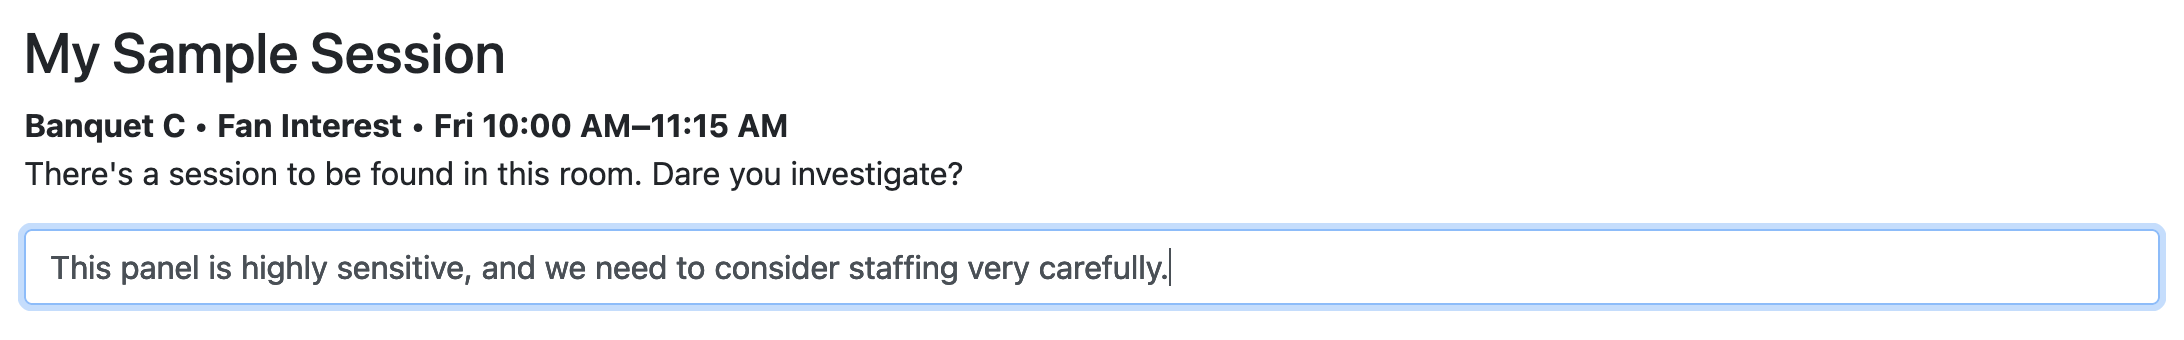 My Sample Session
Banquet C • Fan Interest • Fri 10:00 AM–11:15 AM
There's a session to be found in this room. Dare you investigate?
This panel is highly sensitive, and we need to consider staffing very carefully.